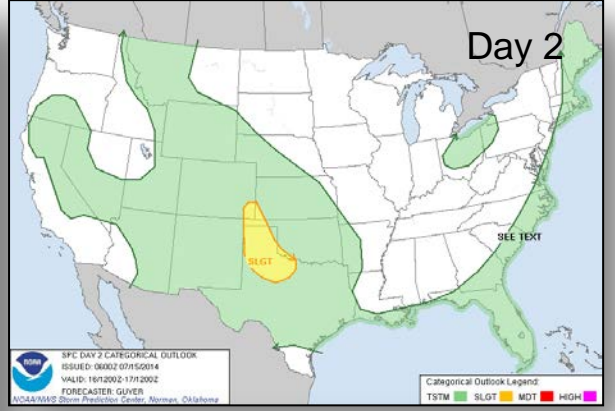 Day 2
SEE TEXT
SLGT
NOAA
SPC DAY 2 CATEGORICAL OUTLOOK
ISSUED: 0600Z 07/15/2014
VALID: 16/1200Z-17/1200Z
FORECASTER: GUYER
NOAA/NWS Storm Prediction Center, Norman, Oklahoma
Categorical Outlook Legend:
TSTM SLGT MDT HIGH